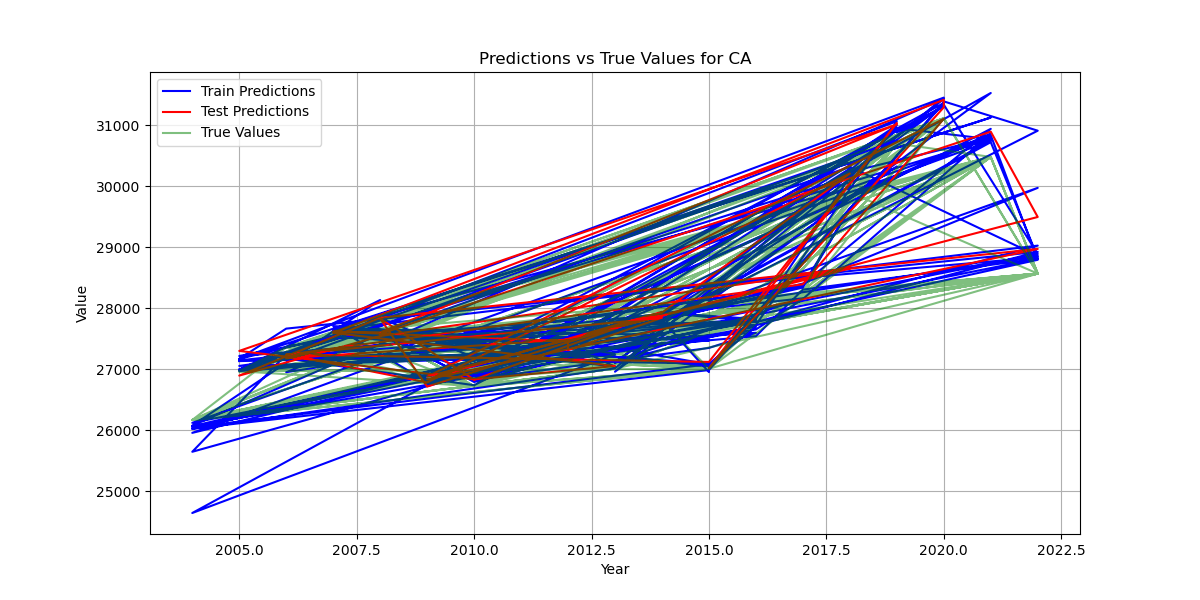 Predictions vs True Values for CA
Train Predictions
Test Predictions
True Values
Value
31000
30000
29000
28000
27000
26000
25000
2005.0 2007.5 2010.0 2012.5 2015.0 2017.5 2020.0 2022.5
Year